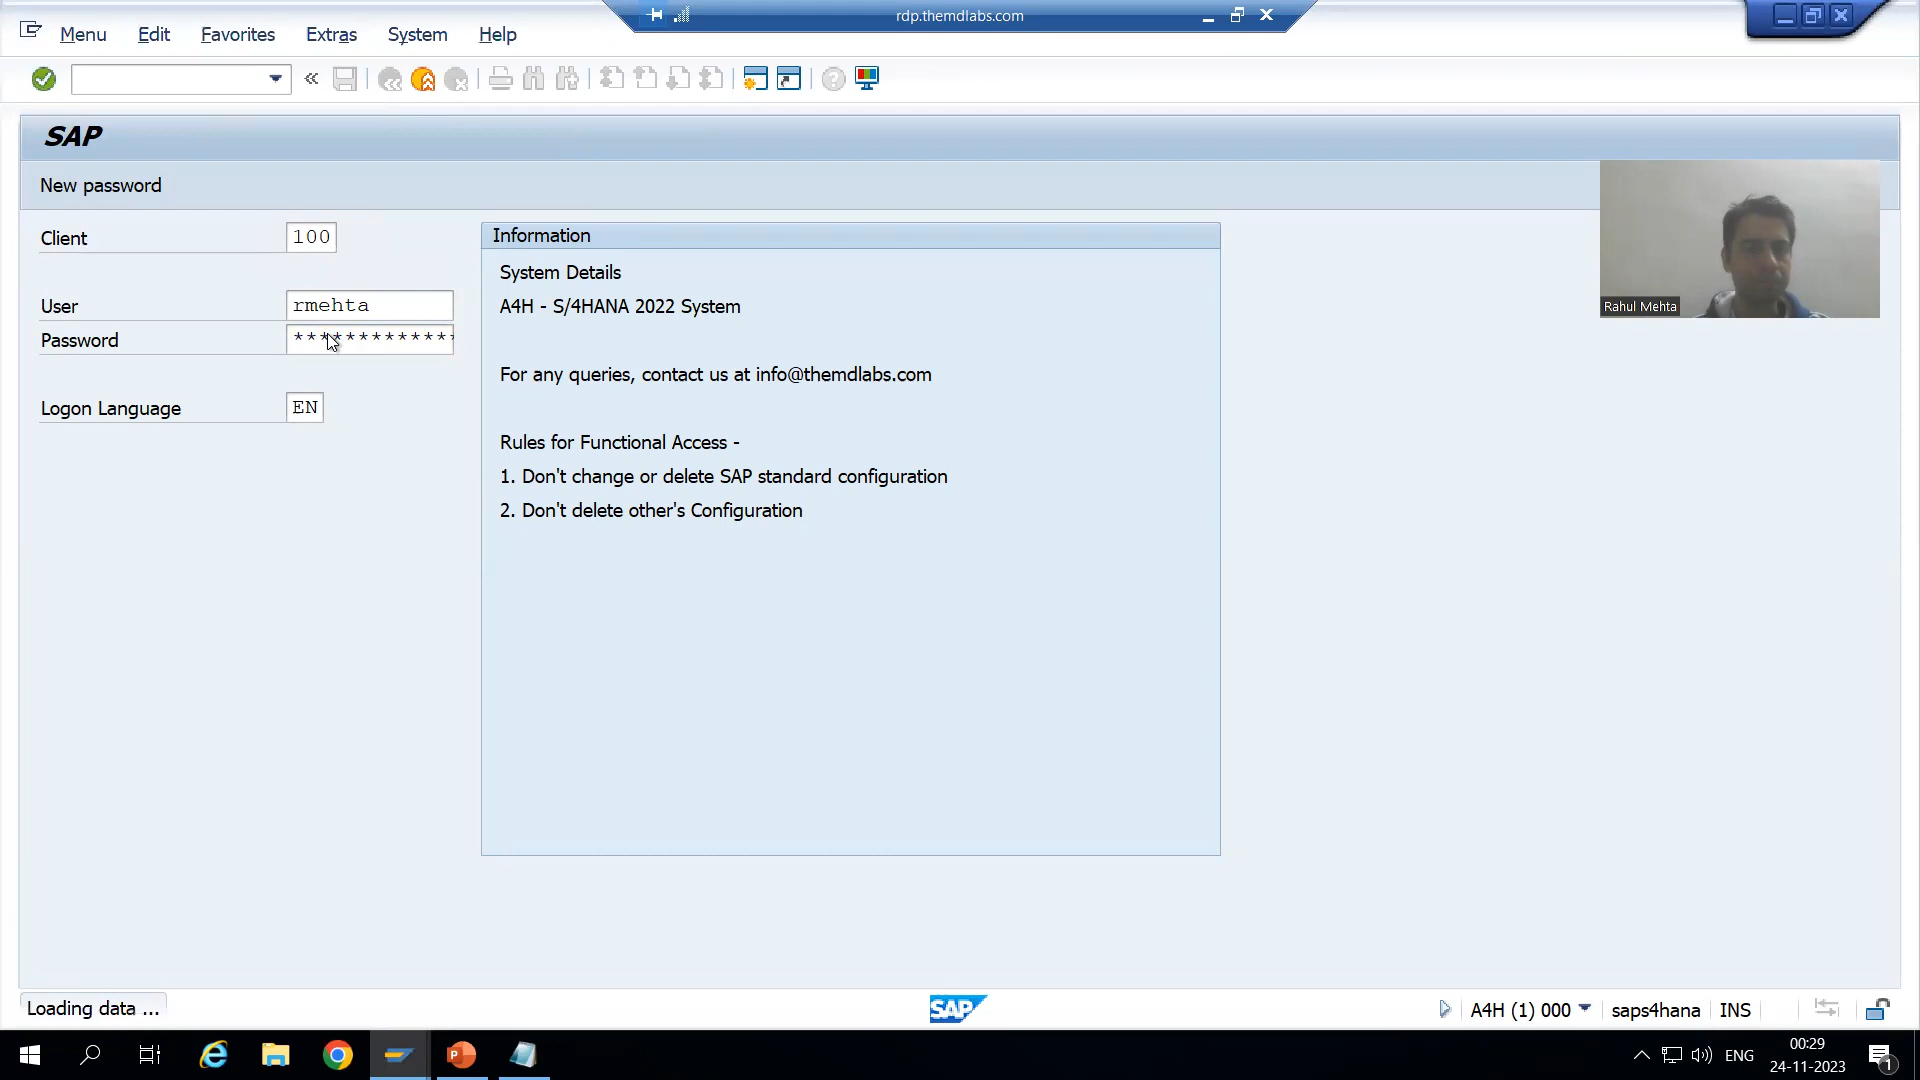 rdp.themdlabs.com
Menu Edit Favorites Extras System Help
SAP
New password
Client 100
User rmehta
Password **************
Logon Language EN
Information
System Details
A4H - S/4HANA 2022 System
For any queries, contact us at info@themdlabs.com
Rules for Functional Access -
1. Don't change or delete SAP standard configuration
2. Don't delete other's Configuration
Rahul Mehta
Loading data ...
SAP
A4H (1) 000 saps4hana INS
ENG
00:29
24-11-2023
1